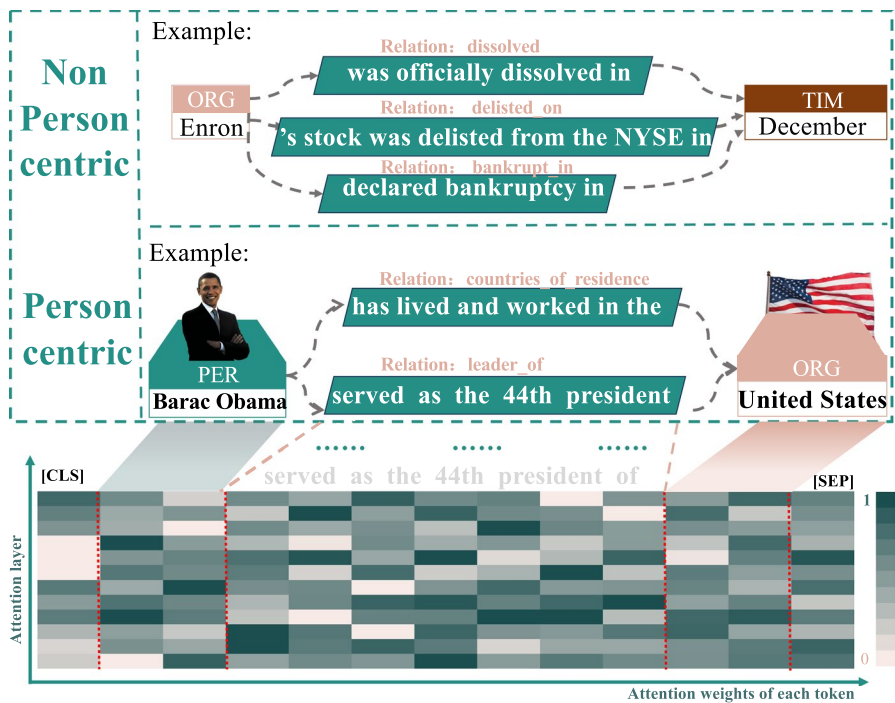 Non
Person
centric
Example:
Relation: dissolved
was officially dissolved in
ORG
Enron
Relation: delisted_on
's stock was delisted from the NYSE in
TIM
December
Relation: bankrupt_in
declared bankruptcy in
Person
centric
Example:
Relation: countries_of_residence
has lived and worked in the
PER
Barac Obama
Relation: leader_of
served as the 44th president
ORG
United States
[CLS]
served as the 44th president of
[SEP]
1
0
Attention layer
Attention weights of each token